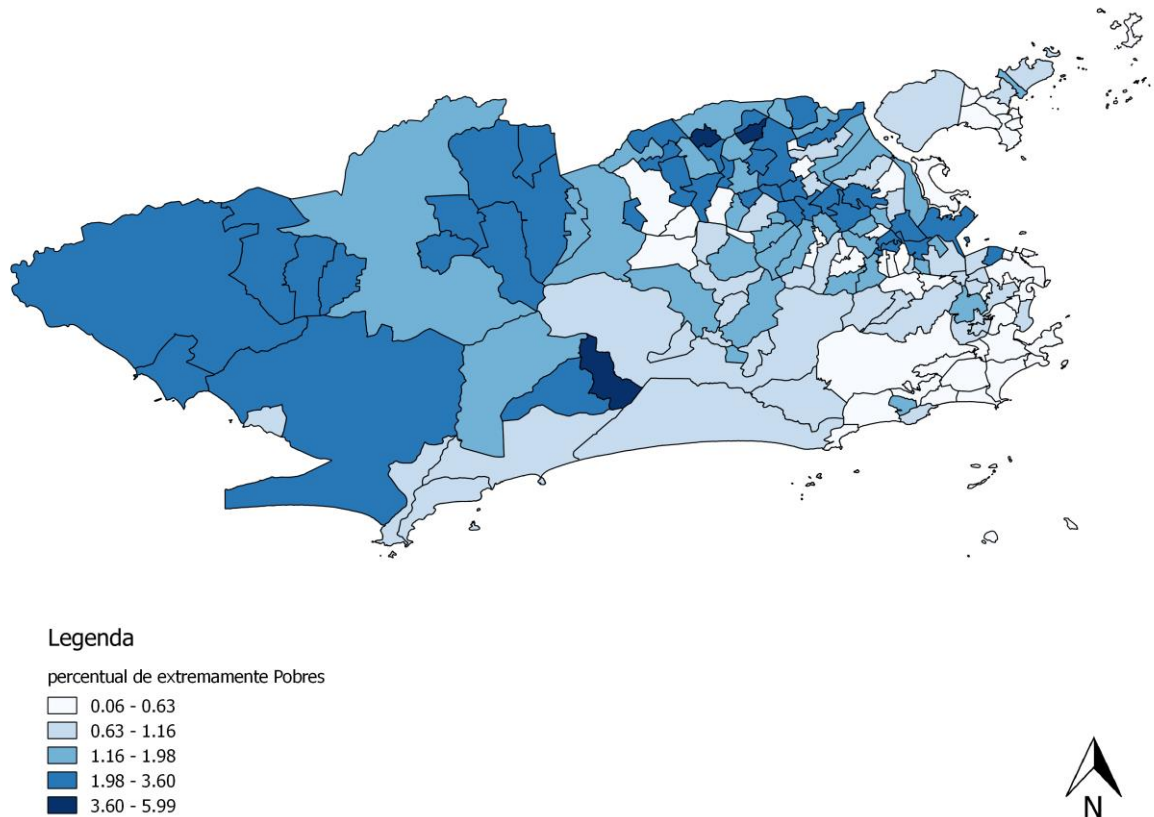 Legenda
percentual de extremamente Pobres
0.06 - 0.63
0.63 - 1.16
1.16 - 1.98
1.98 - 3.60
3.60 - 5.99
N